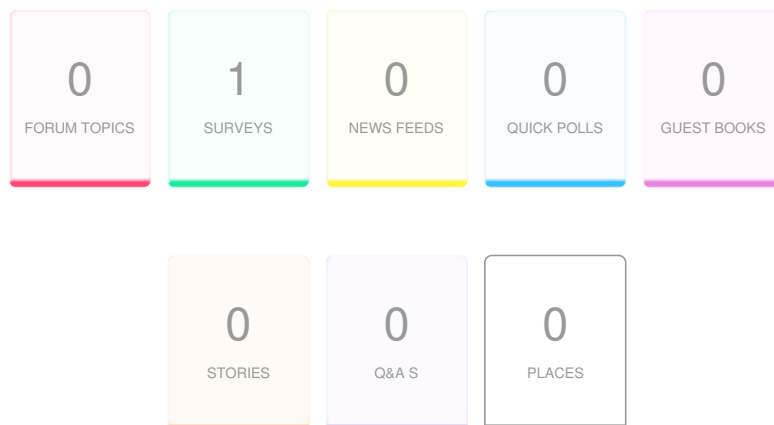 0 1 0 0 0
FORUM TOPICS SURVEYS NEWS FEEDS QUICK POLLS GUEST BOOKS
0 0 0
STORIES Q&A S PLACES